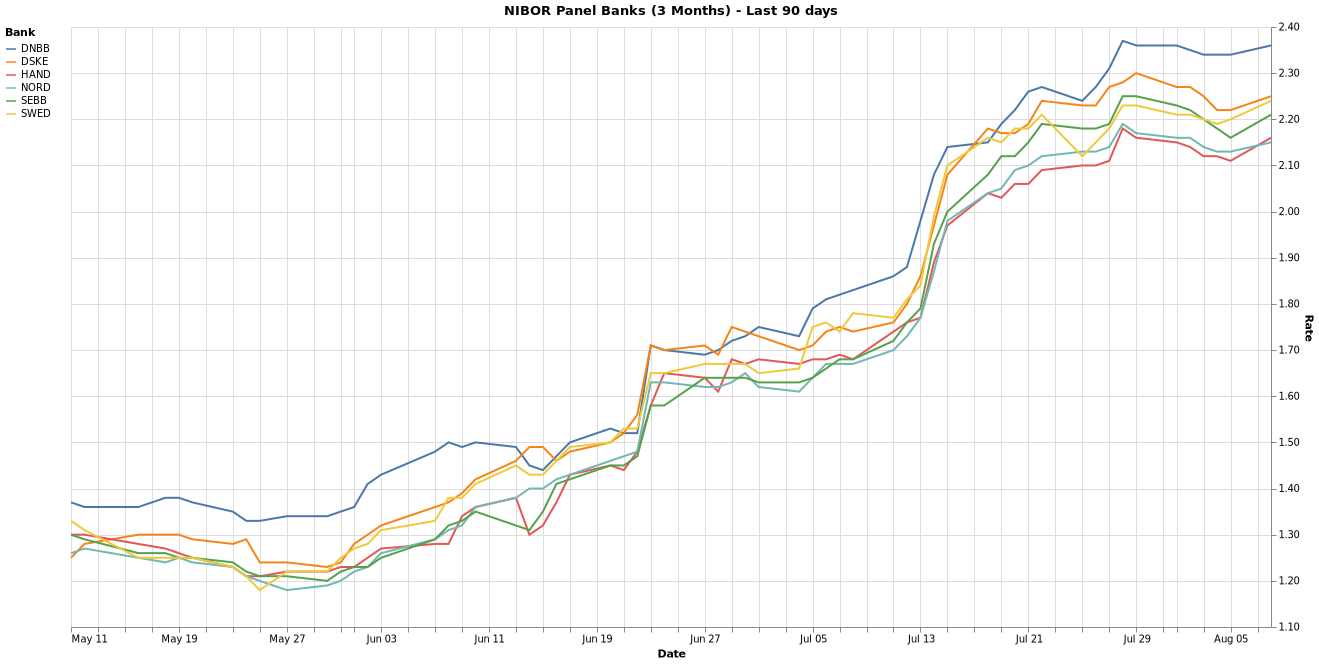 NIBOR Panel Banks (3 Months) - Last 90 days
Bank
DNBB
DSKE
HAND
NORD
SEBB
SWED
2.40
2.30
2.20
2.10
2.00
1.90
1.80
1.70
1.60
1.50
1.40
1.30
1.20
1.10
Rate
May 11 May 19 May 27 Jun 03 Jun 11 Jun 19 Jun 27 Jul 05 Jul 13 Jul 21 Jul 29 Aug 05
Date